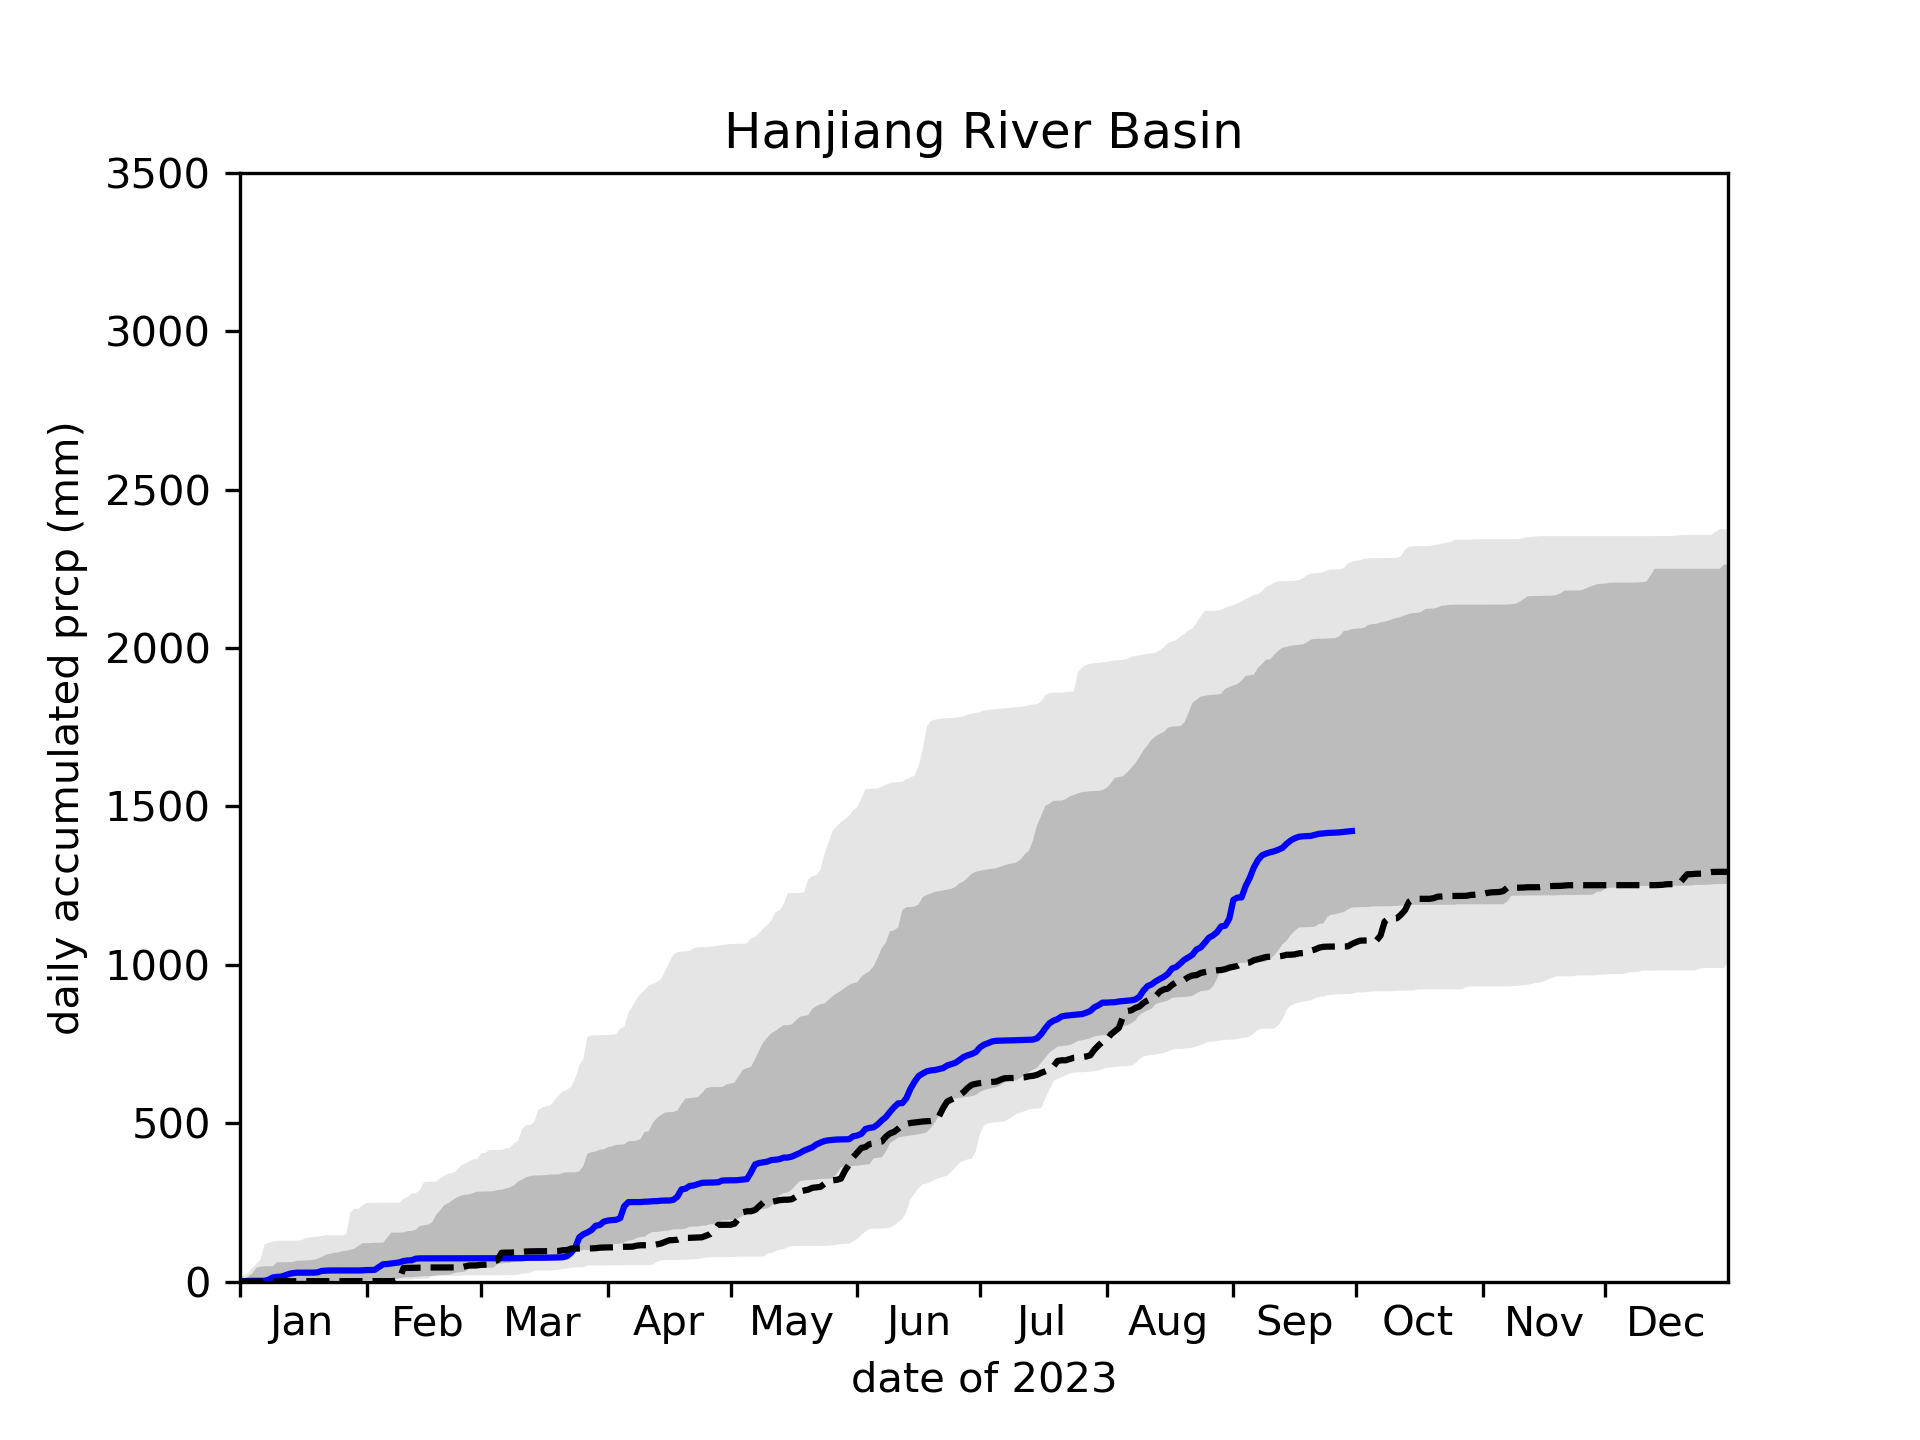 Hanjiang River Basin
3500
3000
2500
2000
1500
1000
500
0
daily accumulated prcp (mm)
Jan Feb Mar Apr May Jun Jul Aug Sep Oct Nov Dec
date of 2023